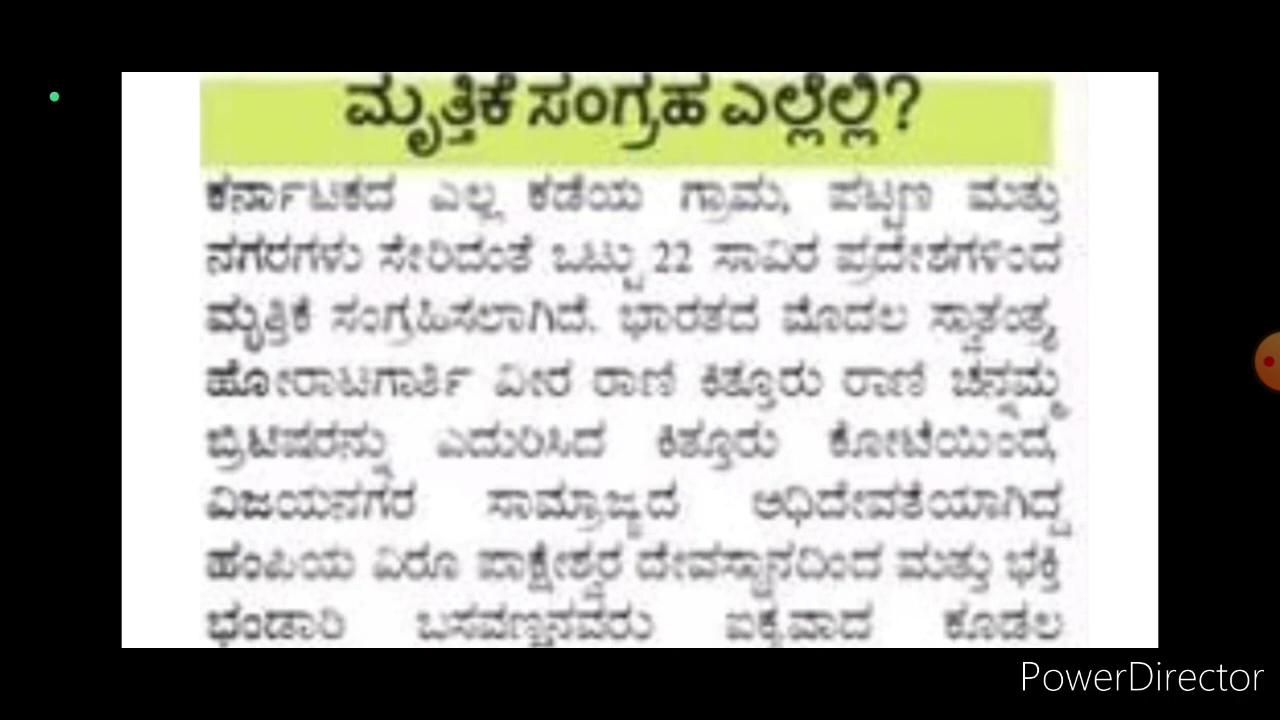 ಮೃತ್ತಿಕೆ ಸಂಗ್ರಹ ಎಲ್ಲೆಲ್ಲಿ?
ಕರ್ನಾಟಕದ ಎಲ್ಲ ಕಡೆಯ ಗ್ರಾಮ, ಪಟ್ಟಣ ಮತ್ತು
ನಗರಗಳು ಸೇರಿದಂತೆ ಒಟ್ಟು 22 ಸಾವಿರ ಪ್ರದೇಶಗಳಿಂದ
ಮೃತ್ತಿಕೆ ಸಂಗ್ರಹಿಸಲಾಗಿದೆ. ಭಾರತದ ಮೊದಲ ಸ್ವಾತಂತ್ರ್ಯ
ಹೋರಾಟಗಾರ್ತಿ ವೀರ ರಾಣಿ ಕಿತ್ತೂರು ರಾಣಿ ಚೆನ್ನಮ್ಮ
ಬ್ರಿಟಿಷರನ್ನು ಎದುರಿಸಿದ ಕಿತ್ತೂರು ಕೋಟೆಯಿಂದ,
ವಿಜಯನಗರ ಸಾಮ್ರಾಜ್ಯದ ಅಧಿದೇವತೆಯಾಗಿದ್ದ
ಹಂಪಿಯ ವಿರೂ ಪಾಕ್ಷೇಶ್ವರ ದೇವಸ್ಥಾನದಿಂದ ಮತ್ತು ಭಕ್ತಿ
ಭಂಡಾರಿ ಬಸವಣ್ಣನವರು ಐಕ್ಯವಾದ ಕೂಡಲ
PowerDirector